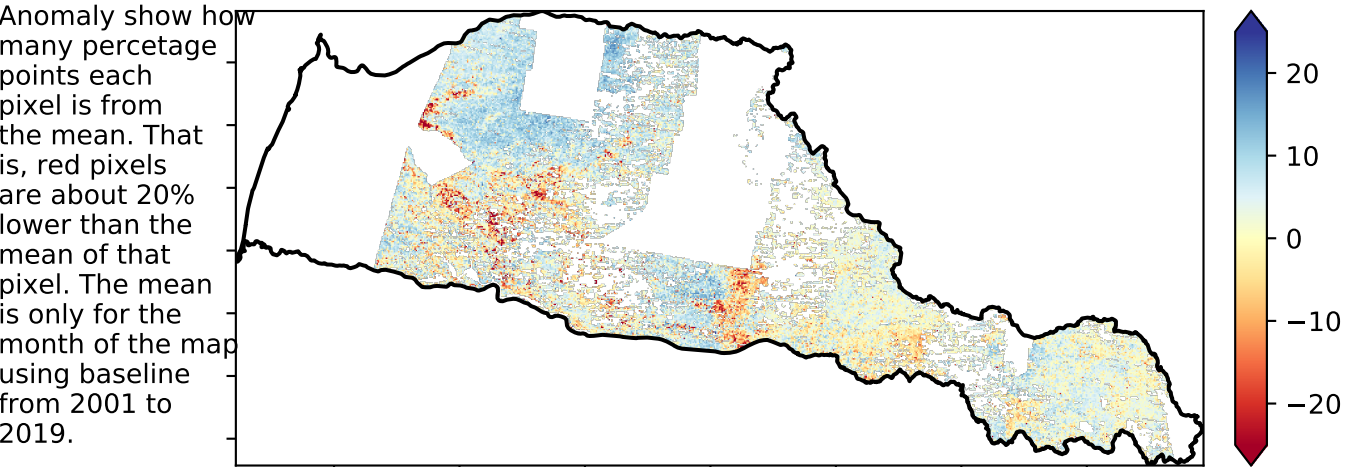 Anomaly show how
many percetage
points each
pixel is from
the mean. That
is, red pixels
are about 20%
lower than the
mean of that
pixel. The mean
is only for the
month of the map
using baseline
from 2001 to
2019.
20
10
0
−10
−20